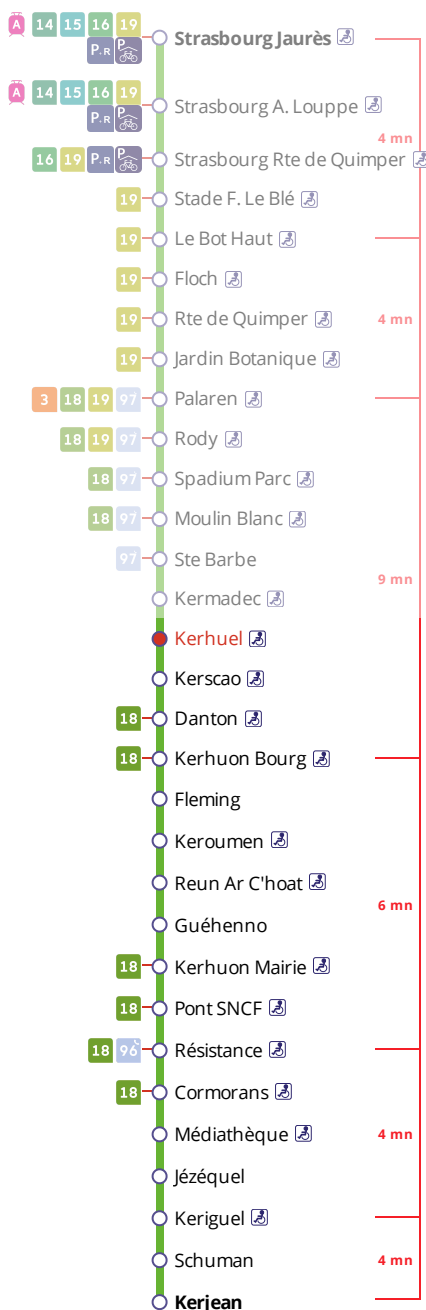 A 14 15 16 19 Strasbourg Jaurès
P+R P
A 14 15 16 19 Strasbourg A. Louppe
P+R P
4 mn
16 19 P+R P Strasbourg Rte de Quimper
19 Stade F. Le Blé
19 Le Bot Haut
19 Floch
19 Rte de Quimper 4 mn
19 Jardin Botanique
3 18 19 97 Palaren
18 19 97 Rody
18 97 Spadium Parc
18 97 Moulin Blanc
97 Ste Barbe
9 mn
Kermadec
Kerhuel
Kerscao
18 Danton
18 Kerhuon Bourg
Fleming
Keroumen
Reun Ar C'hoat
6 mn
Guéhenno
18 Kerhuon Mairie
18 Pont SNCF
18 96 Résistance
18 Cormorans
Médiathèque 4 mn
Jézéquel
Keriguel
Schuman 4 mn
Kerjean